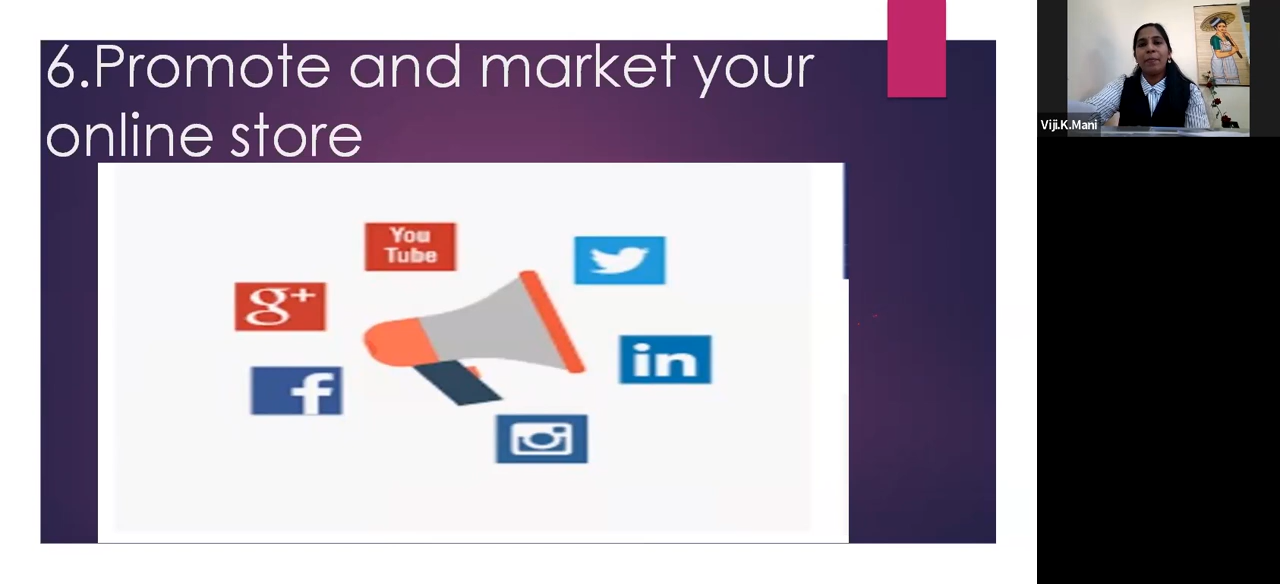 6.Promote and market your
online store
You
Tube
g+
f
in
Viji.K.Mani